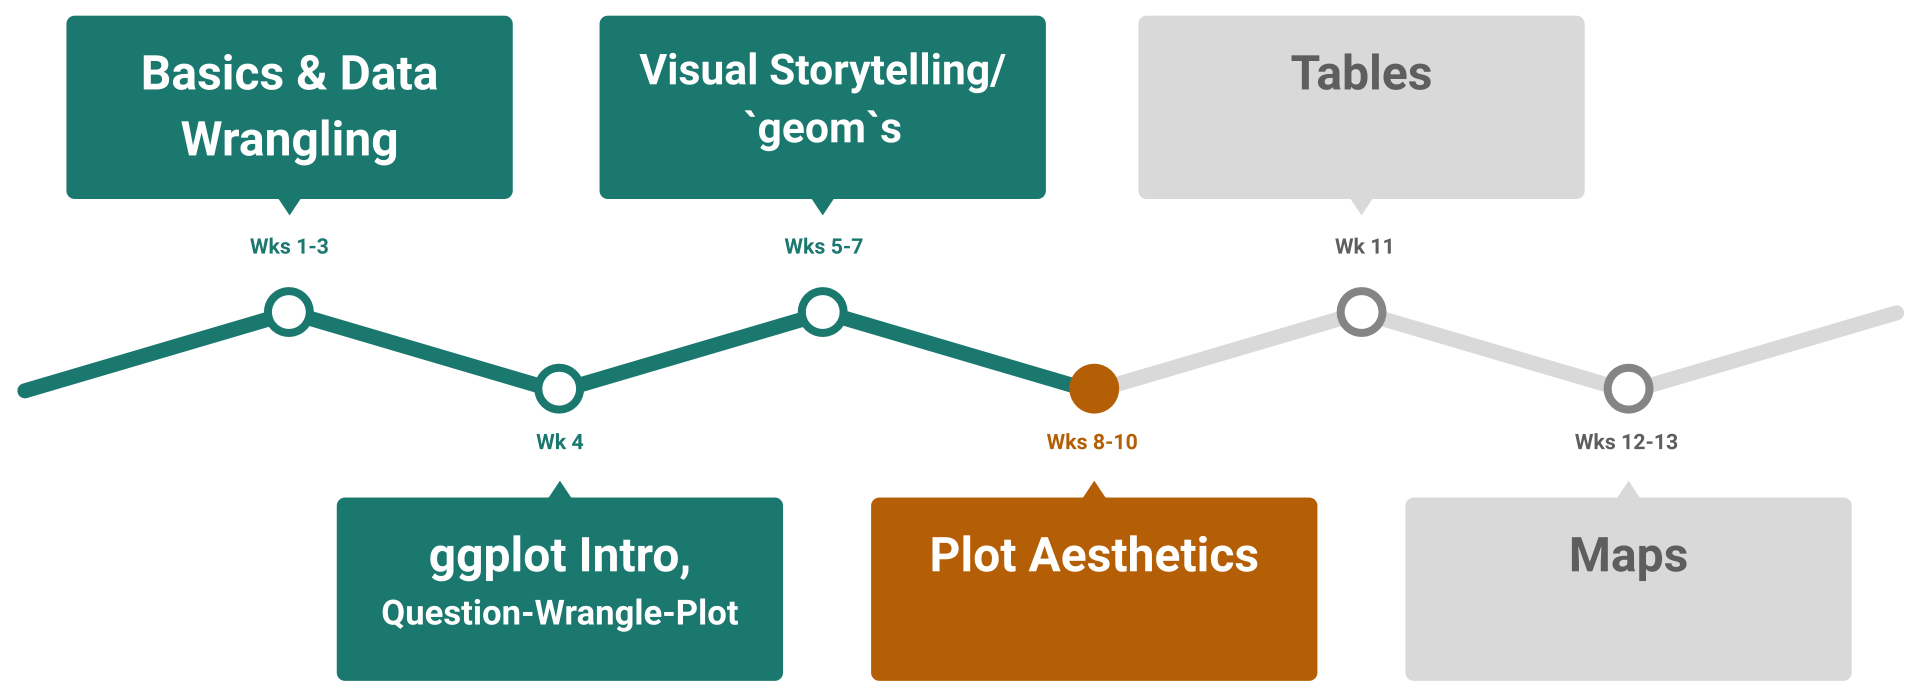 Basics & Data
Wrangling
Wks 1-3
Wk 4
ggplot Intro,
Question-Wrangle-Plot
Visual Storytelling/
`geom`s
Wks 5-7
Wks 8-10
Plot Aesthetics
Tables
Wk 11
Wks 12-13
Maps